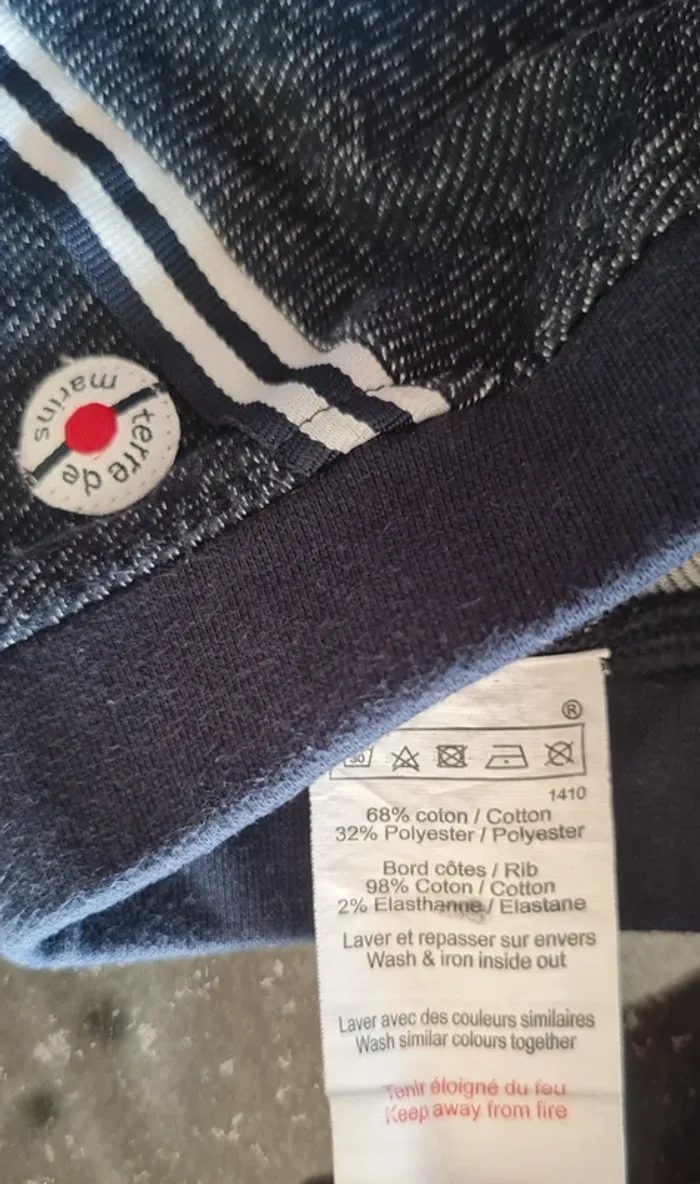 terre de
marins
®
30
1410
68% coton / Cotton
32% Polyester / Polyester
Bord côtes / Rib
98% Coton / Cotton
2% Elasthanne / Elastane
Laver et repasser sur envers
Wash & iron inside out
Laver avec des couleurs similaires
Wash similar colours together
Tenir éloigné du feu
Keep away from fire